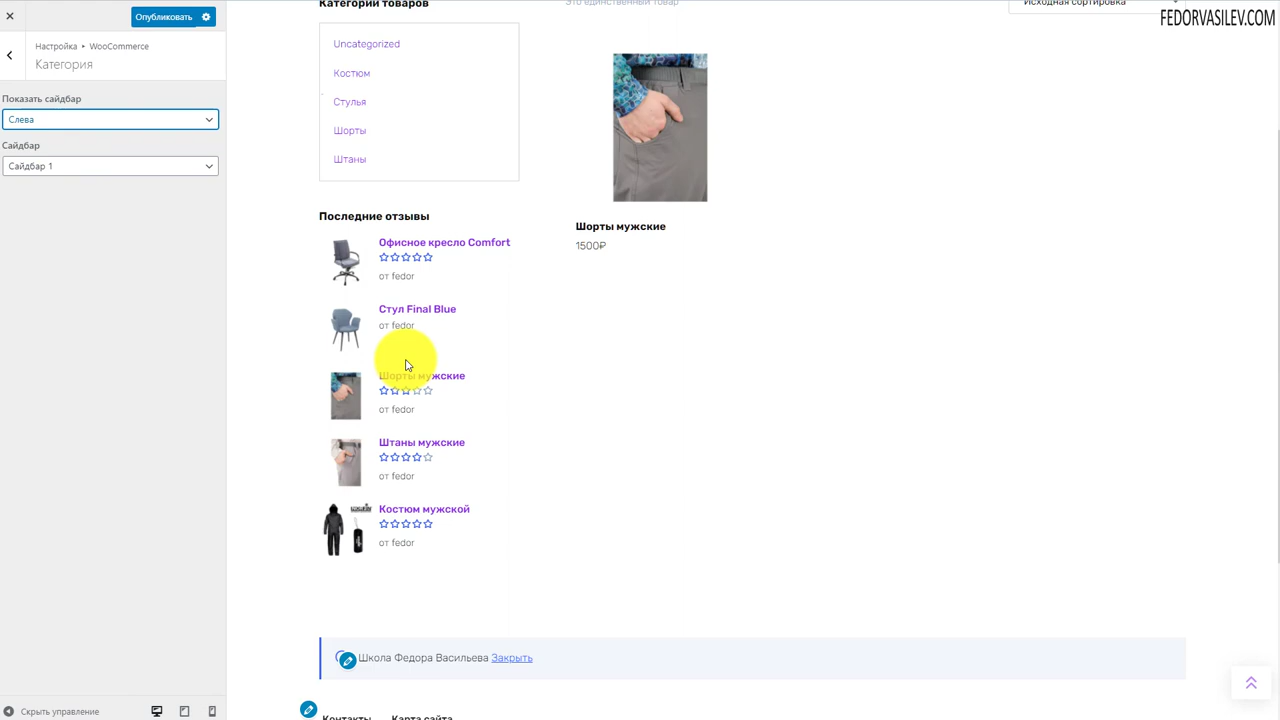 Опубликовать
Настройка ▸ WooCommerce
Категория
Показать сайдбар
Слева
Сайдбар
Сайдбар 1
Скрыть управление
Категории товаров
Uncategorized
Костюм
Стулья
Шорты
Штаны
Последние отзывы
Офисное кресло Comfort
от fedor
Стул Final Blue
от fedor
Шорты мужские
от fedor
Штаны мужские
от fedor
Костюм мужской
от fedor
Это единственный товар
Исходная сортировка
FEDORVASILEV.COM
Шорты мужские
1500₽
Школа Федора Васильева Закрыть
Контакты Карта сайта